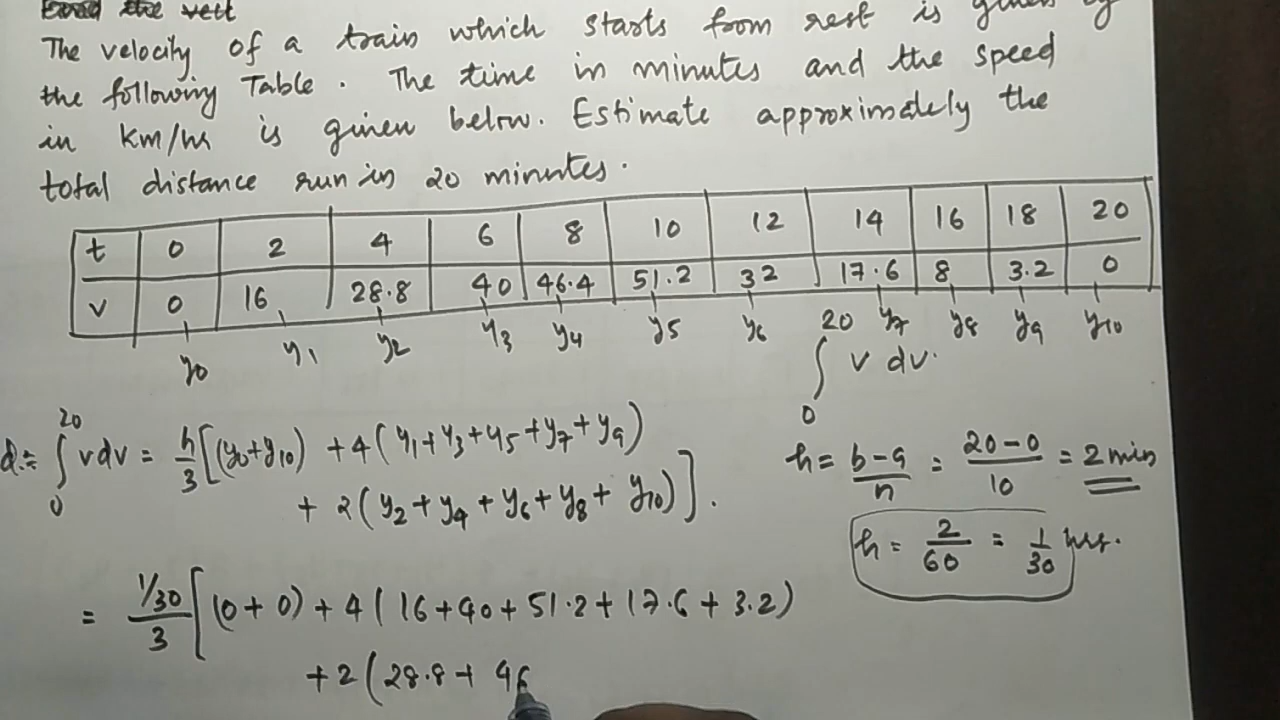 The velocity of a train which starts from rest is given by
the following Table. The time in minutes and the speed
in km/hr is given below. Estimate approximately the
total distance run in 20 minutes.
t 0 2 4 6 8 10 12 14 16 18 20
v 0 16 28.8 40 46.4 51.2 32 17.6 8 3.2 0
y0 y1 y2 y3 y4 y5 y6 y7 y8 y9 y10
∫₀²⁰ v dv.
d = ∫₀²⁰ v dv = h/3 [(y0+y10) + 4(y1+y3+y5+y7+y9)
+ 2(y2+y4+y6+y8+y10)].
h = b-a/n = 20-0/10 = 2 min
h = 2/60 = 1/30 hrs.
= 1/30/3 [(0+0) + 4(16+40+51.2+17.6+3.2)
+2(28.8+ 46